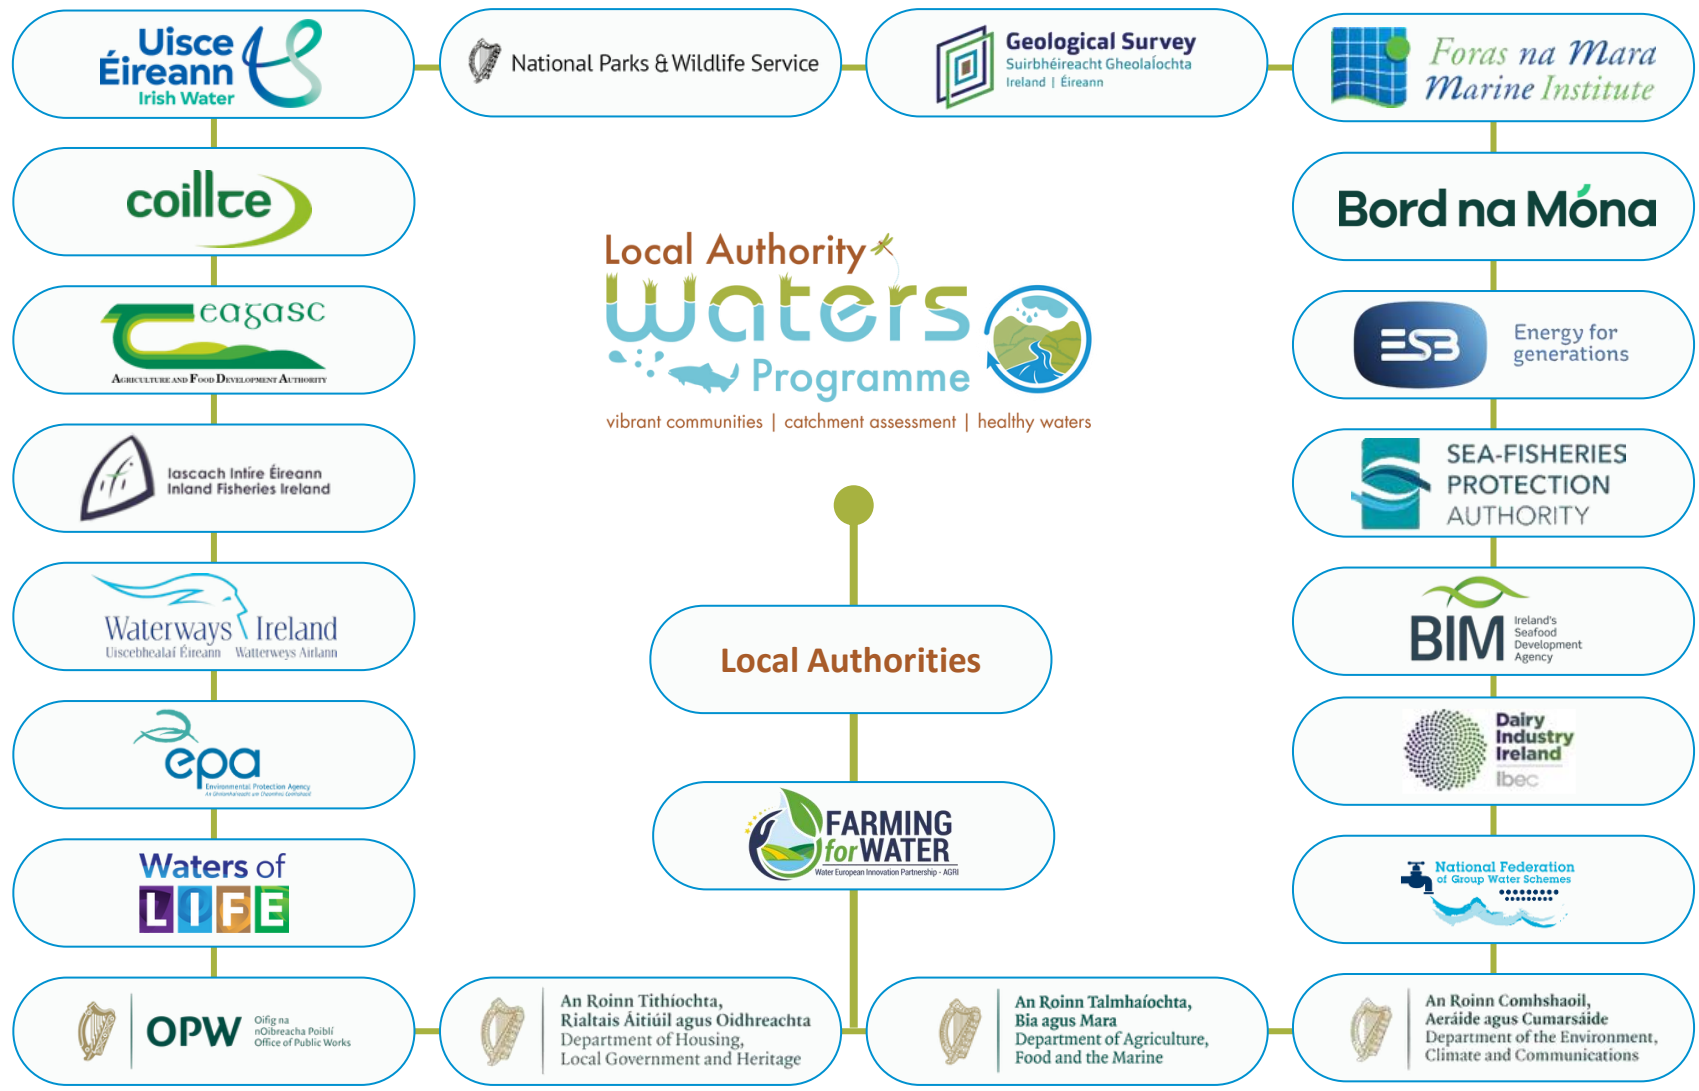 Uisce
Éireann
Irish Water
National Parks & Wildlife Service
Geological Survey
Suirbhéireacht Gheolaíochta
Ireland | Éireann
Foras na Mara
Marine Institute
coillte
Bord na Móna
Local Authority
waters
Programme
vibrant communities | catchment assessment | healthy waters
eagasc
AGRICULTURE AND FOOD DEVELOPMENT AUTHORITY
ESB
Energy for
generations
ifi
Iascach Intíre Éireann
Inland Fisheries Ireland
SEA-FISHERIES
PROTECTION
AUTHORITY
Waterways Ireland
Uiscebhealaí Éireann Watterweys Airlann
Local Authorities
BIM
Ireland's
Seafood
Development
Agency
epa
Environmental Protection Agency
Dairy
Industry
Ireland
Ibec
FARMING
for WATER
Water European Innovation Partnership - AGRI
Waters of
LIFE
National Federation
of Group Water Schemes
OPW
Oifig na
nOibreacha Poiblí
Office of Public Works
An Roinn Tithíochta,
Rialtais Áitiúil agus Oidhreachta
Department of Housing,
Local Government and Heritage
An Roinn Talmhaíochta,
Bia agus Mara
Department of Agriculture,
Food and the Marine
An Roinn Comhshaoil,
Aeráide agus Cumarsáide
Department of the Environment,
Climate and Communications